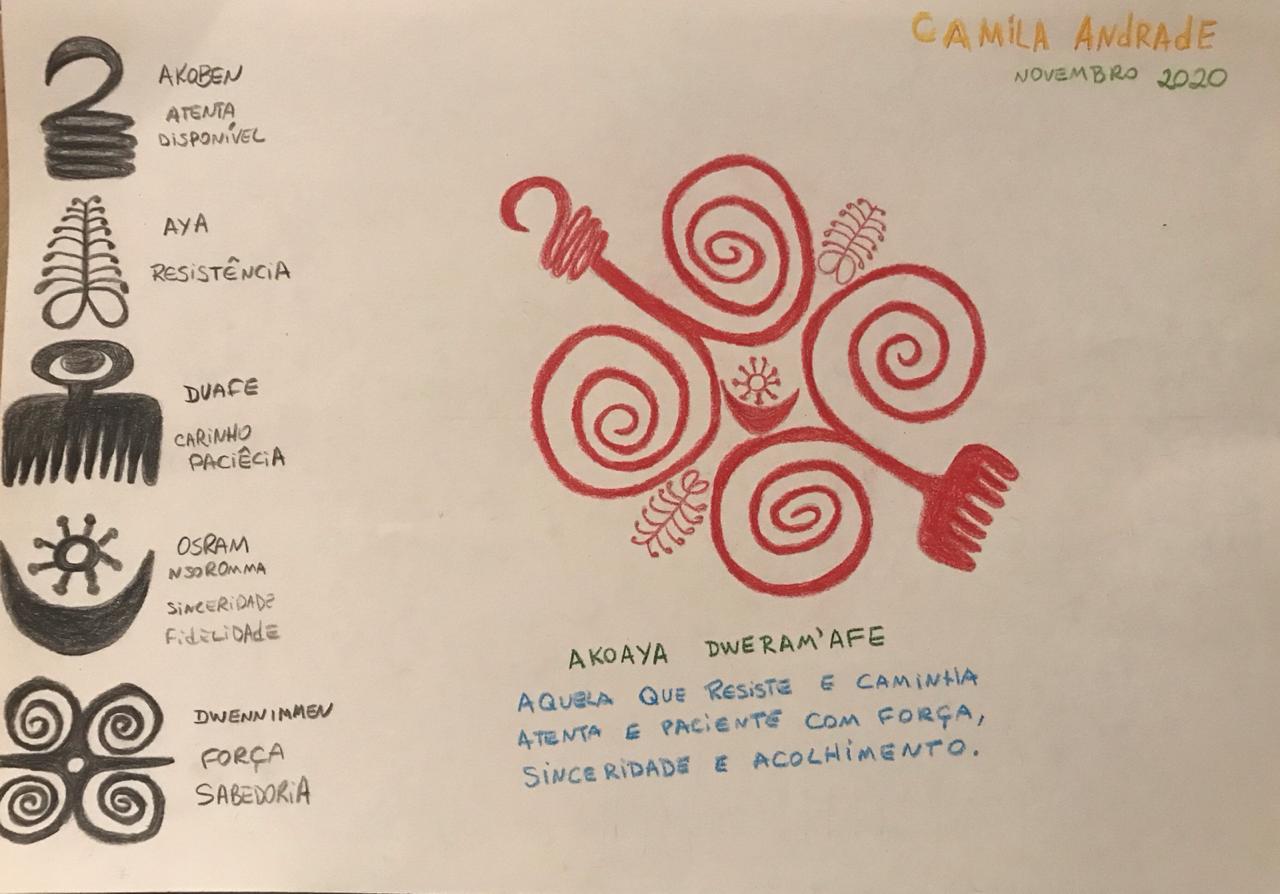 CAMILA ANDRADE
NOVEMBRO 2020
AKOBEN
ATENTA
DISPONÍVEL
AYA
RESISTÊNCIA
DUAFE
CARINHO
PACIÊCIA
OSRAM
NSOROMMA
SINCERIDADE
FIDELIDADE
DWENNIMMEN
FORÇA
SABEDORIA
AKOAYA DWERAM'AFE
AQUELA QUE RESISTE E CAMINHA
ATENTA E PACIENTE COM FORÇA,
SINCERIDADE E ACOLHIMENTO.